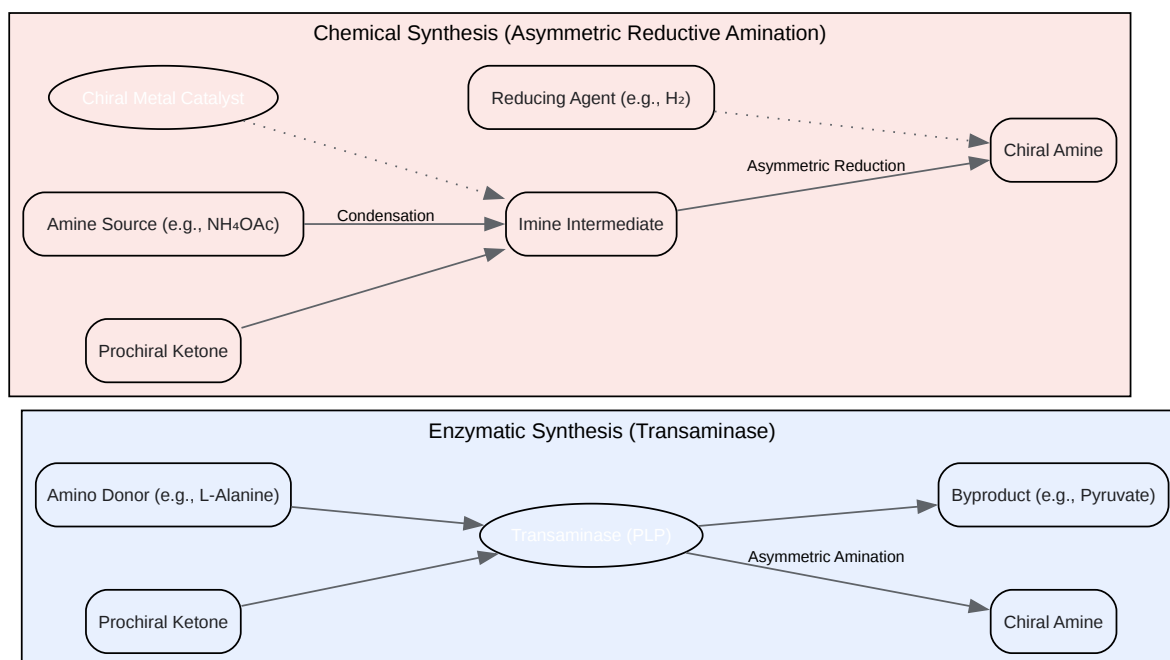 Chemical Synthesis (Asymmetric Reductive Amination)
Chiral Metal Catalyst
Reducing Agent (e.g., H₂)
Chiral Amine
Asymmetric Reduction
Amine Source (e.g., NH₄OAc)
Condensation
Imine Intermediate
Prochiral Ketone
Enzymatic Synthesis (Transaminase)
Amino Donor (e.g., L-Alanine)
Byproduct (e.g., Pyruvate)
Transaminase (PLP)
Asymmetric Amination
Prochiral Ketone
Chiral Amine